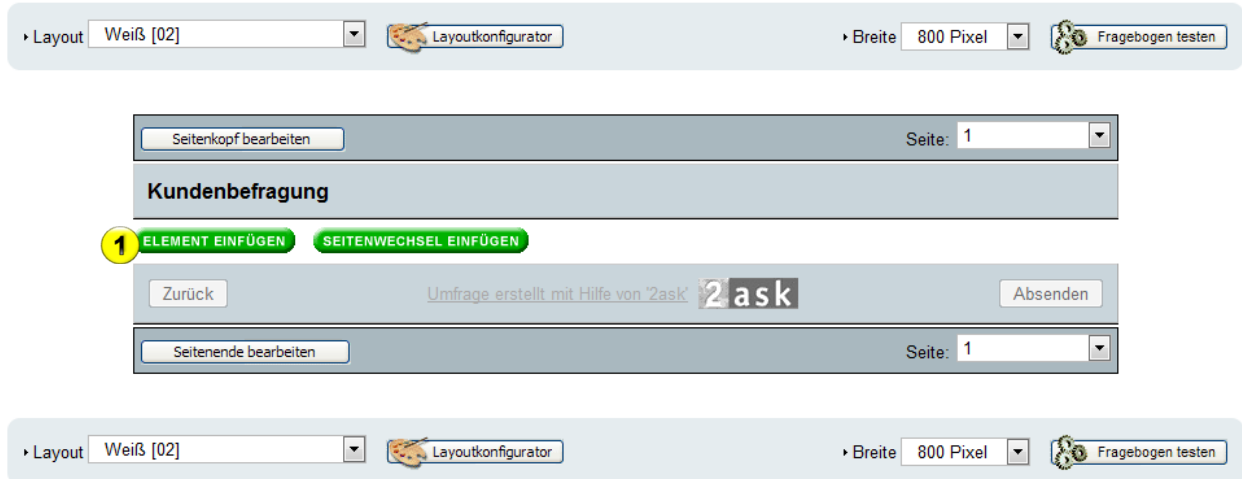 Layout Weiß [02] Layoutkonfigurator Breite 800 Pixel Fragebogen testen
Seitenkopf bearbeiten Seite: 1
Kundenbefragung
1 ELEMENT EINFÜGEN SEITENWECHSEL EINFÜGEN
Zurück Umfrage erstellt mit Hilfe von '2ask' 2ask Absenden
Seitenende bearbeiten Seite: 1
Layout Weiß [02] Layoutkonfigurator Breite 800 Pixel Fragebogen testen